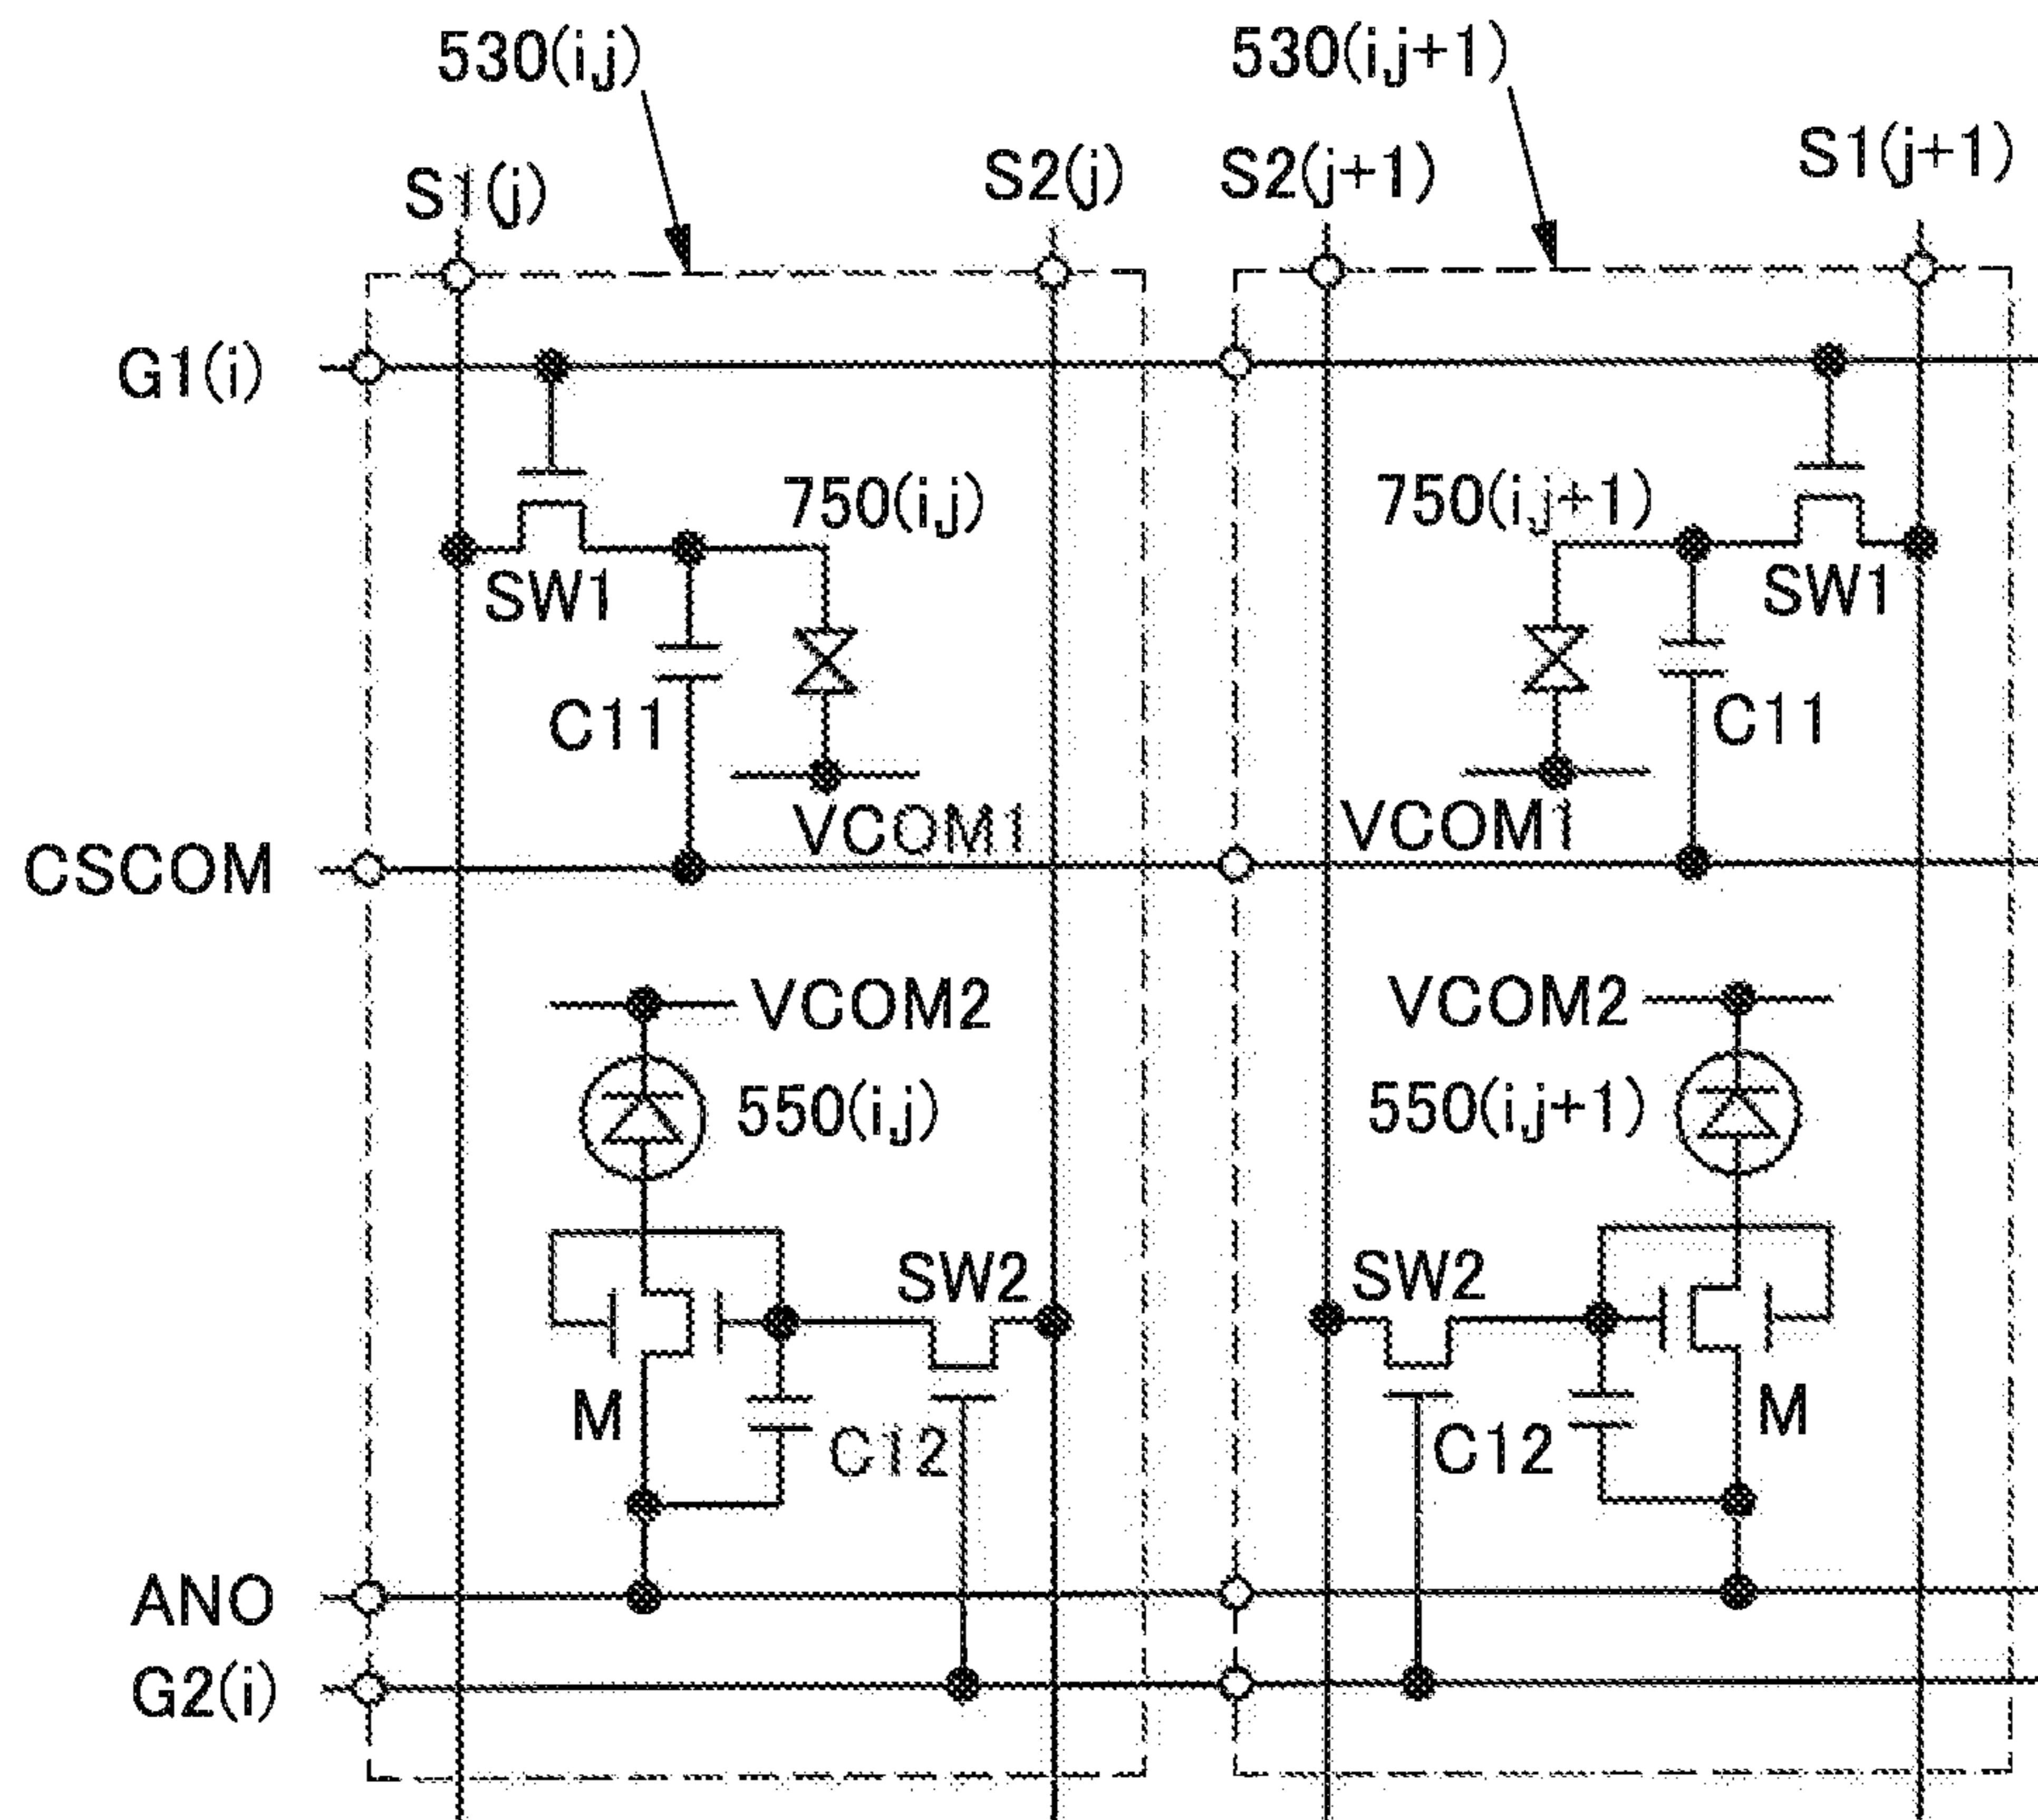 530(i,j) 530(i,j+1)
S1(j) S2(j) S2(j+1) S1(j+1)
G1(i)
750(i,j) 750(i,j+1)
SW1 SW1
C11 C11
VCOM1 VCOM1
CSCOM
VCOM2 VCOM2
550(i,j) 550(i,j+1)
SW2 SW2
M C12 C12 M
ANO
G2(i)